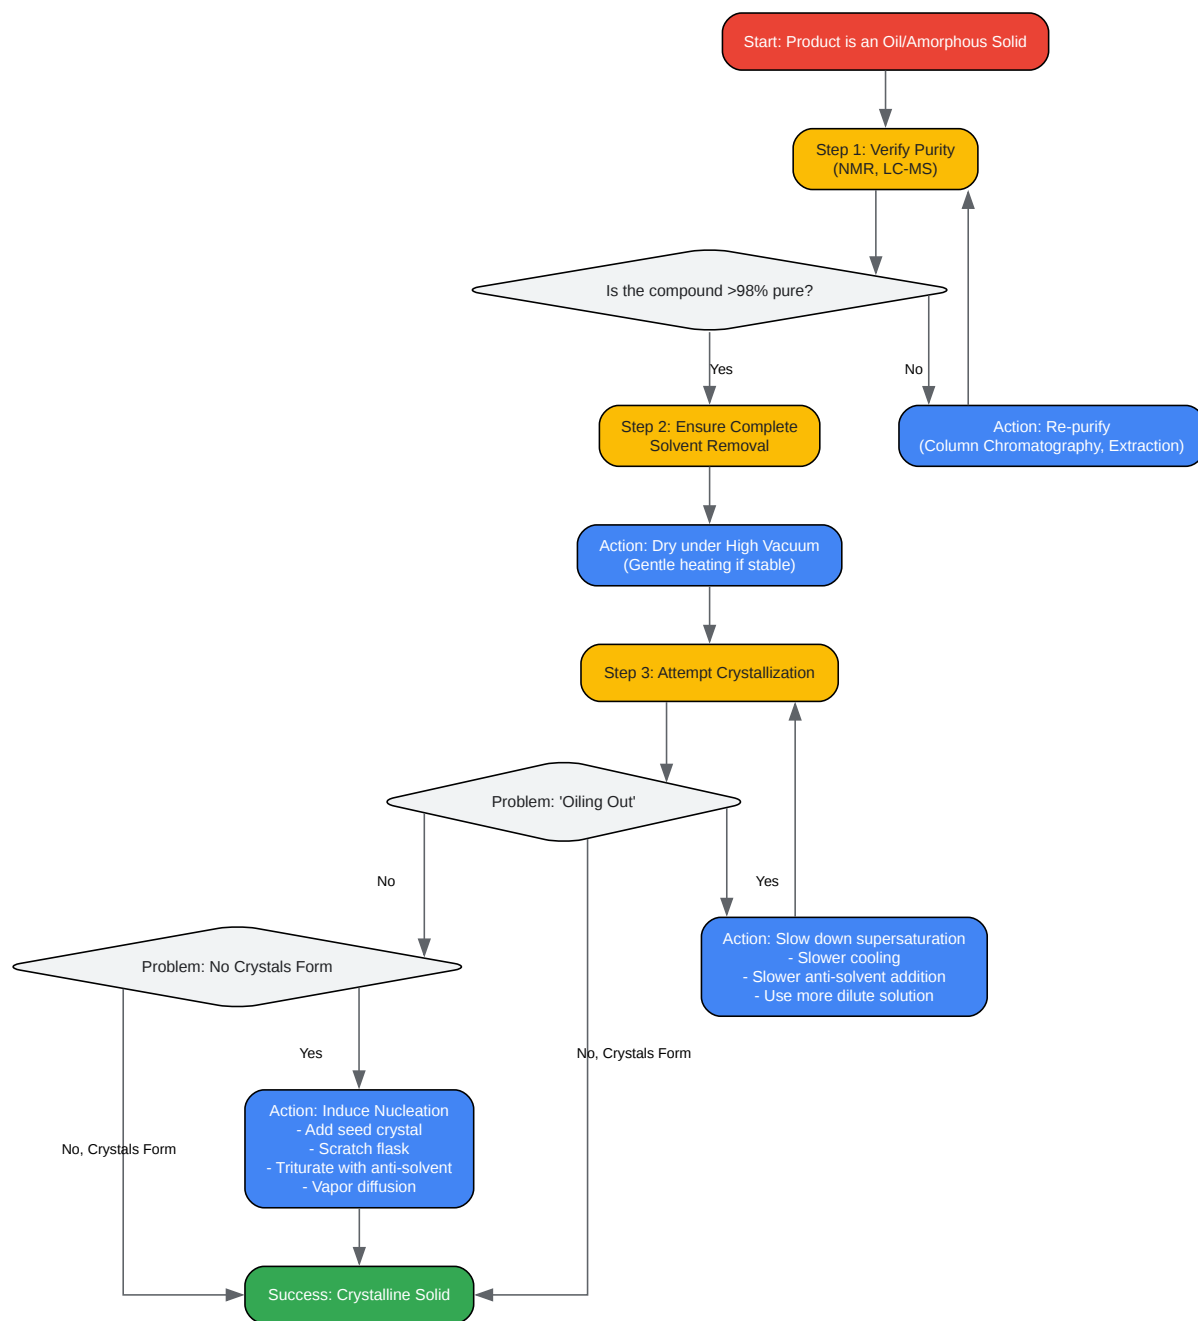 Start: Product is an Oil/Amorphous Solid
Step 1: Verify Purity
(NMR, LC-MS)
Is the compound >98% pure?
Yes
No
Step 2: Ensure Complete
Solvent Removal
Action: Re-purify
(Column Chromatography, Extraction)
Action: Dry under High Vacuum
(Gentle heating if stable)
Step 3: Attempt Crystallization
Problem: 'Oiling Out'
No
Yes
Action: Slow down supersaturation
- Slower cooling
- Slower anti-solvent addition
- Use more dilute solution
Problem: No Crystals Form
Yes
No, Crystals Form
Action: Induce Nucleation
- Add seed crystal
- Scratch flask
- Triturate with anti-solvent
- Vapor diffusion
No, Crystals Form
Success: Crystalline Solid